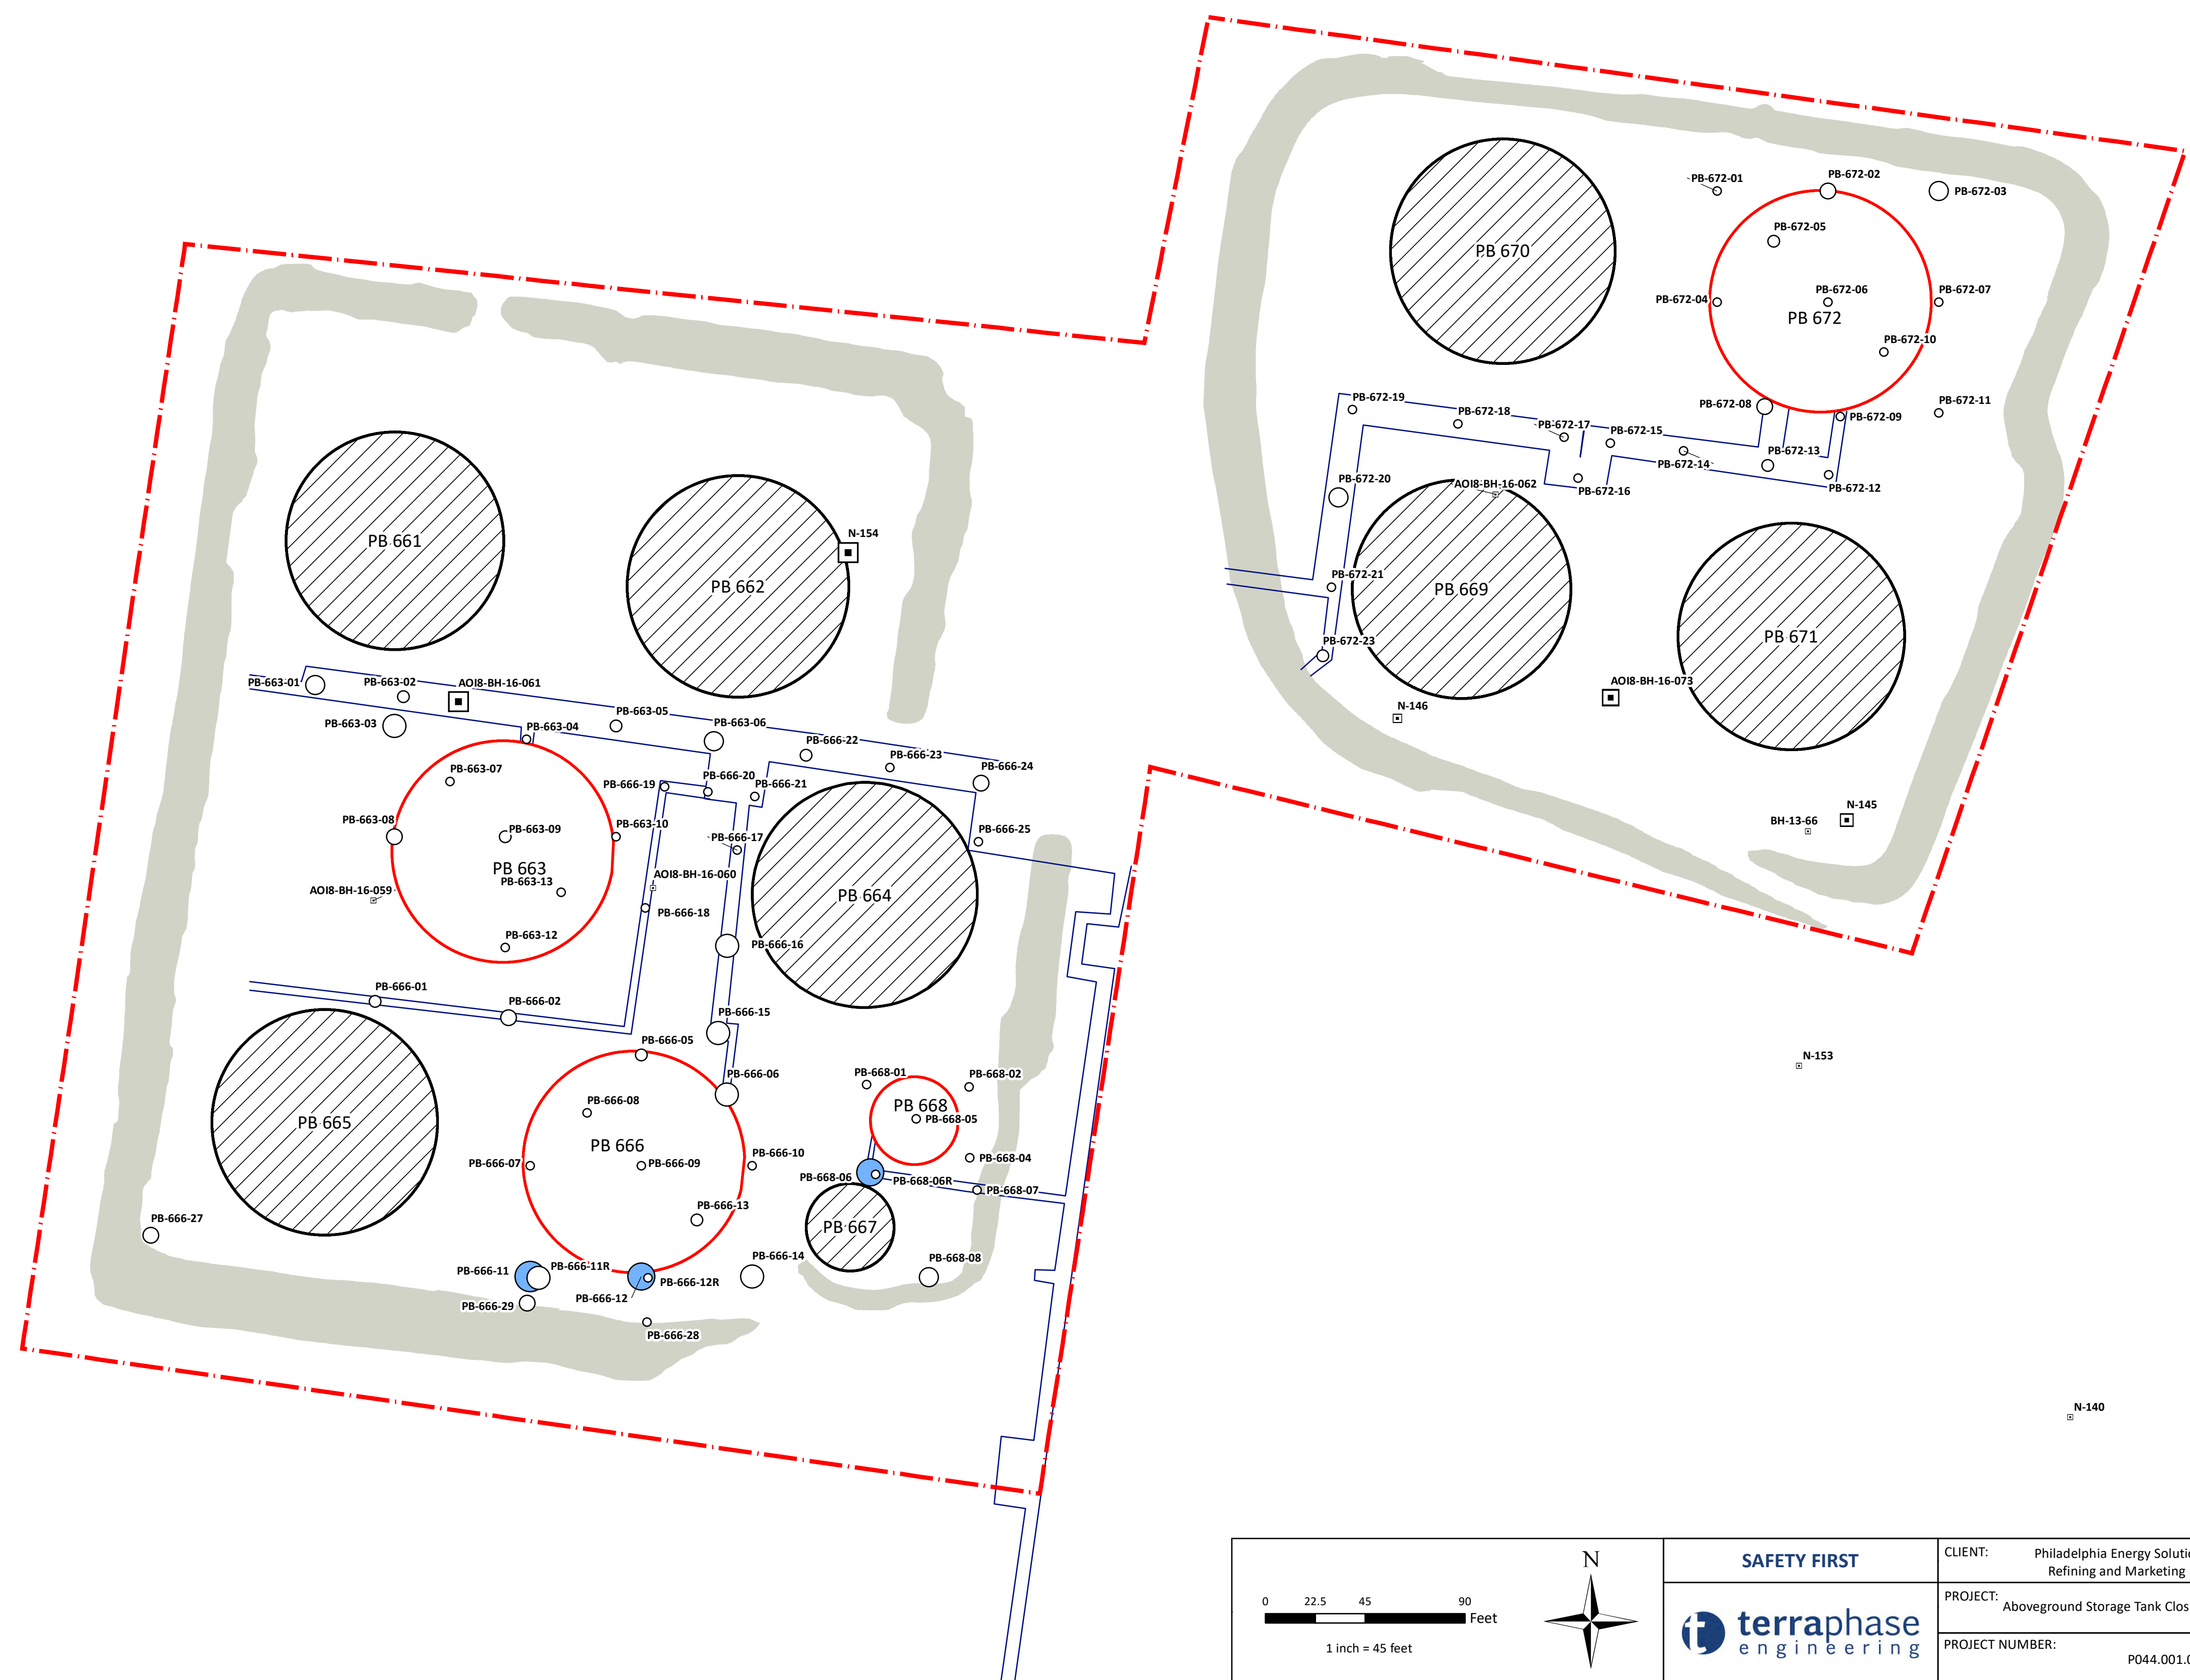 PB-672-01
PB-672-02
PB-672-03
PB-672-05
PB 670
PB-672-04
PB-672-06
PB-672-07
PB 672
PB-672-10
PB-672-19
PB-672-18
PB-672-08
PB-672-11
PB-672-09
PB-672-17
PB-672-15
PB-672-13
PB-672-14
PB-672-20
AOI8-BH-16-062
PB-672-16
PB-672-12
PB 661
N-154
PB 662
PB-672-21
PB 669
PB-672-23
PB 671
PB-663-01
PB-663-02
AOI8-BH-16-061
AOI8-BH-16-073
N-146
PB-663-03
PB-663-04
PB-663-05
PB-663-06
PB-666-22
PB-666-23
PB-666-24
PB-663-07
PB-666-19
PB-666-20
PB-666-21
N-145
BH-13-66
PB-663-08
PB-663-09
PB-663-10
PB-666-17
PB-666-25
PB 663
PB-663-13
AOI8-BH-16-060
AOI8-BH-16-059
PB 664
PB-666-18
PB-663-12
PB-666-16
PB-666-01
PB-666-02
PB-666-15
PB-666-05
N-153
PB-666-06
PB-668-01
PB-668-02
PB-666-08
PB 668
PB-668-05
PB 665
PB 666
PB-666-07
PB-666-09
PB-666-10
PB-668-04
PB-668-06
PB-668-06R
PB-668-07
PB-666-13
PB-666-27
PB 667
PB-666-14
PB-668-08
PB-666-11
PB-666-11R
PB-666-12R
PB-666-12
PB-666-29
PB-666-28
N-140
0 22.5 45 90
Feet
1 inch = 45 feet
N
SAFETY FIRST
terraphase
engineering
CLIENT:
Philadelphia Energy Soluti
Refining and Marketing
PROJECT:
Aboveground Storage Tank Clos
PROJECT NUMBER:
P044.001.0